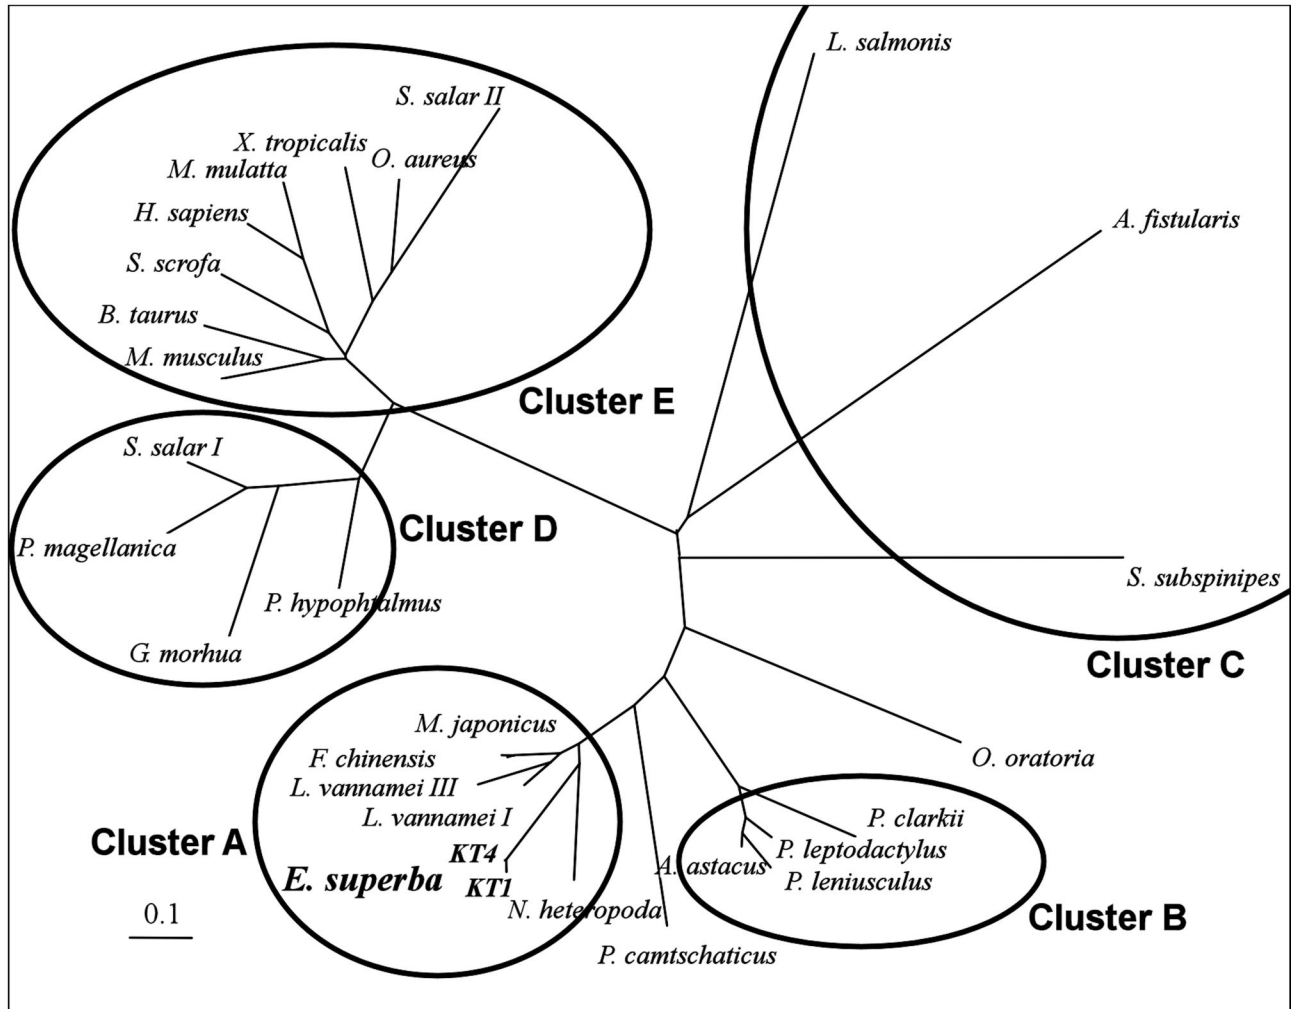 L. salmonis
S. salar II
X. tropicalis
O. aureus
M. mulatta
H. sapiens
A. fistularis
S. scrofa
B. taurus
M. musculus
Cluster E
S. salar I
Cluster D
P. magellanica
S. subspinipes
P. hypophtalmus
G. morhua
Cluster C
M. japonicus
F. chinensis
O. oratoria
L. vannamei III
L. vannamei I
P. clarkii
Cluster A
KT4
P. leptodactylus
A. astacus
E. superba
KT1
P. leniusculus
N. heteropoda
0.1
Cluster B
P. camtschaticus